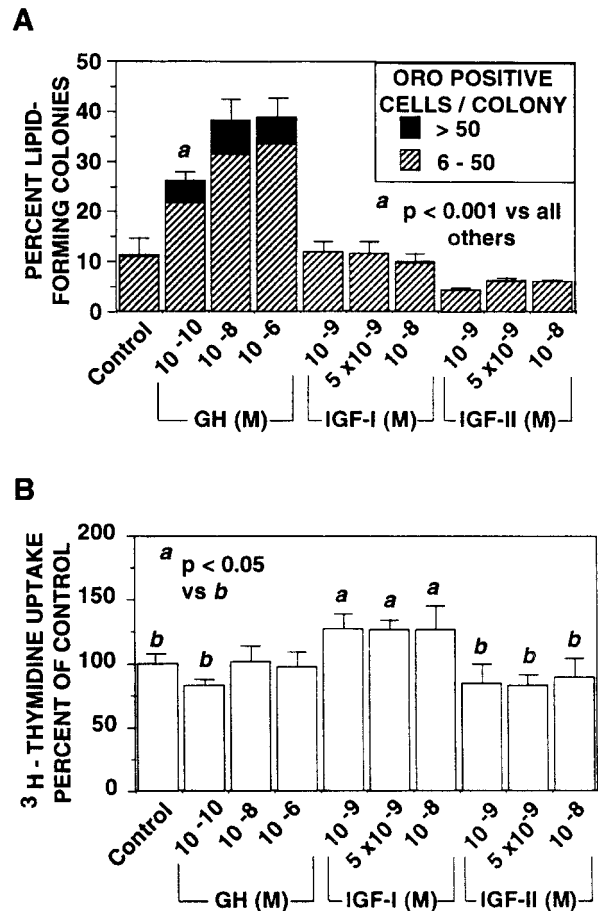 A
PERCENT LIPID-
FORMING COLONIES
50
40
30
20
10
0
ORO POSITIVE
CELLS / COLONY
> 50
6 - 50
a
a p < 0.001 vs all
others
Control
10 -10
10 -8
10 -6
10 -9
5 x10 -9
10 -8
10 -9
5 x10 -9
10 -8
GH (M)
IGF-I (M)
IGF-II (M)
B
3 H - THYMIDINE UPTAKE
PERCENT OF CONTROL
200
150
100
50
0
a p < 0.05
vs b
b
b
a
a
a
b
b
b
Control
10 -10
10 -8
10 -6
10 -9
5 x10 -9
10 -8
10 -9
5 x10 -9
10 -8
GH (M)
IGF-I (M)
IGF-II (M)